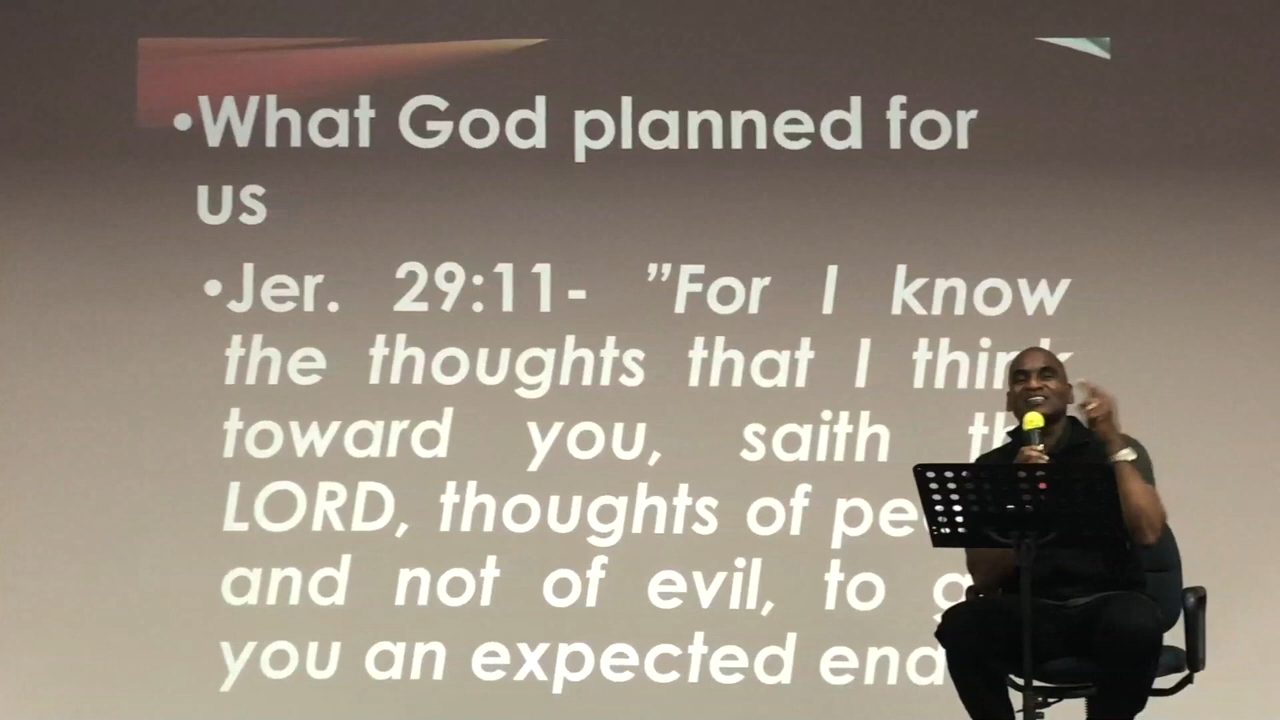 •What God planned for
us
•Jer. 29:11- ”For I know
the thoughts that I think
toward you, saith
LORD, thoughts of
and not of evil, to
you an expected end